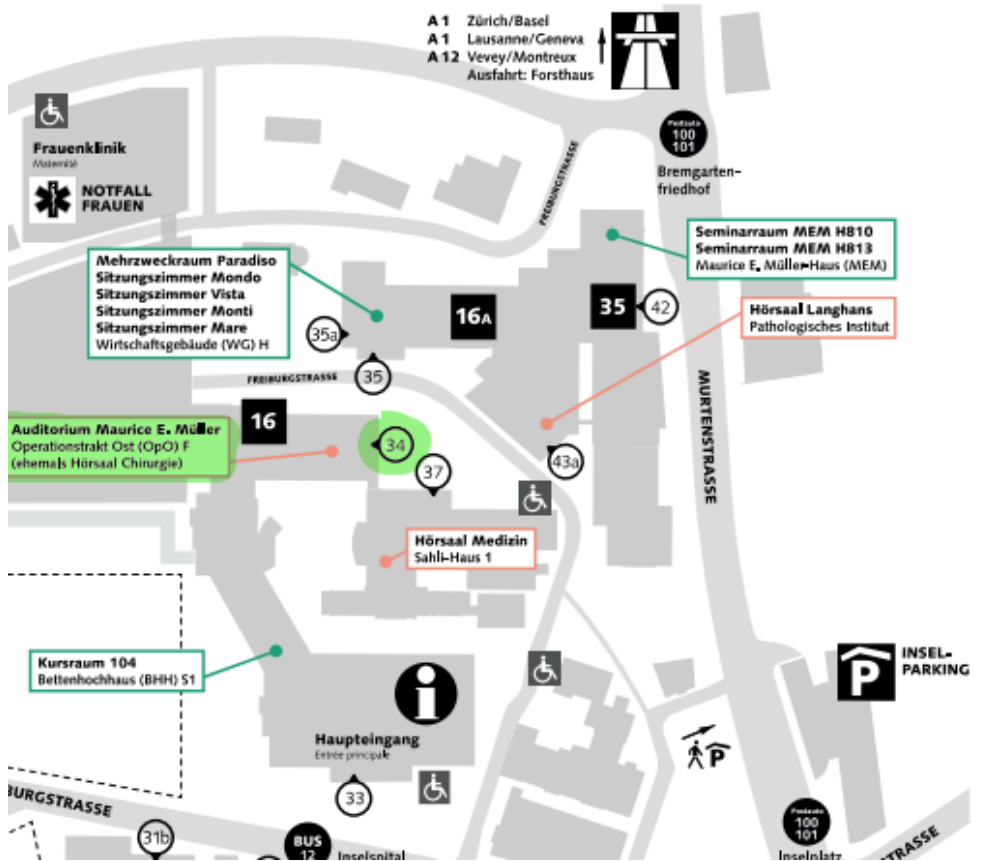 A 1 Zürich/Basel
A 1 Lausanne/Geneva
A 12 Vevey/Montreux
Ausfahrt: Forsthaus
Frauenklinik
Maternité
NOTFALL
FRAUEN
Postauto
100
101
Bremgarten-
friedhof
FREIBURGSTRASSE
Seminarraum MEM H810
Seminarraum MEM H813
Maurice E. Müller-Haus (MEM)
Mehrzweckraum Paradiso
Sitzungszimmer Mondo
Sitzungszimmer Vista
Sitzungszimmer Monti
Sitzungszimmer Mare
Wirtschaftsgebäude (WG) H
16A
35
42
Hörsaal Langhans
Pathologisches Institut
35a
35
FREIBURGSTRASSE
MURTENSTRASSE
Auditorium Maurice E. Müller
Operationstrakt Ost (OpO) F
(ehemals Hörsaal Chirurgie)
16
34
37
43a
Hörsaal Medizin
Sahli-Haus 1
Kursraum 104
Bettenhochhaus (BHH) S1
i
INSEL-
PARKING
P
Haupteingang
Entrée principale
P
33
BURGSTRASSE
31b
BUS
12
Inselspital
Postauto
100
101
Inselplatz
STRASSE